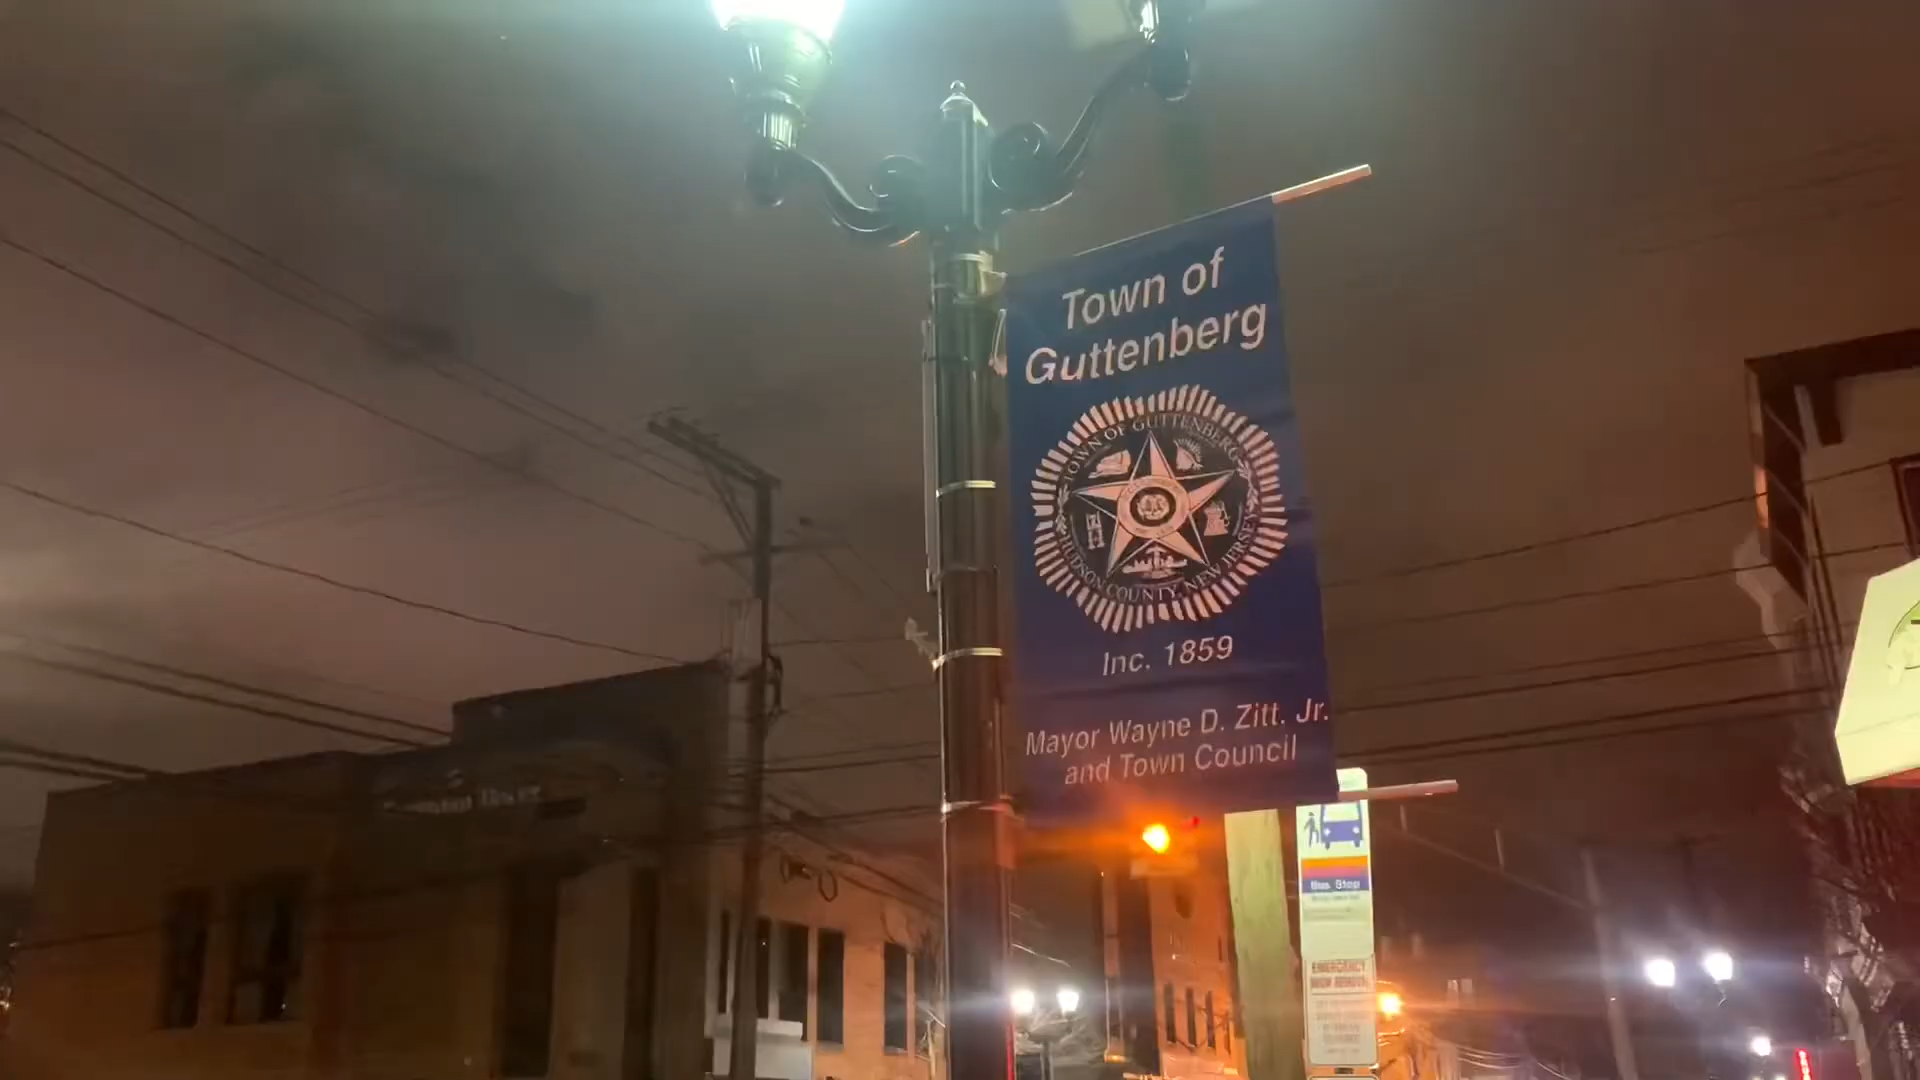 Town of
Guttenberg
TOWN OF GUTTENBERG
HUDSON COUNTY, NEW JERSEY
Inc. 1859
Mayor Wayne D. Zitt. Jr.
and Town Council
Bus Stop
EMERGENCY